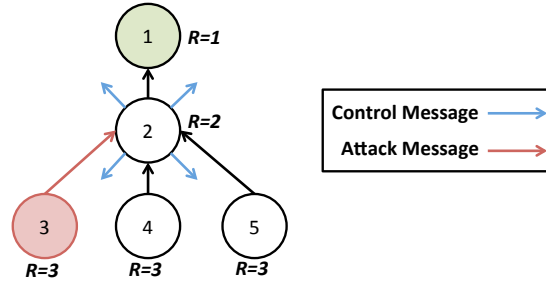 1 R=1
2 R=2
Control Message
Attack Message
3 4 5
R=3 R=3 R=3